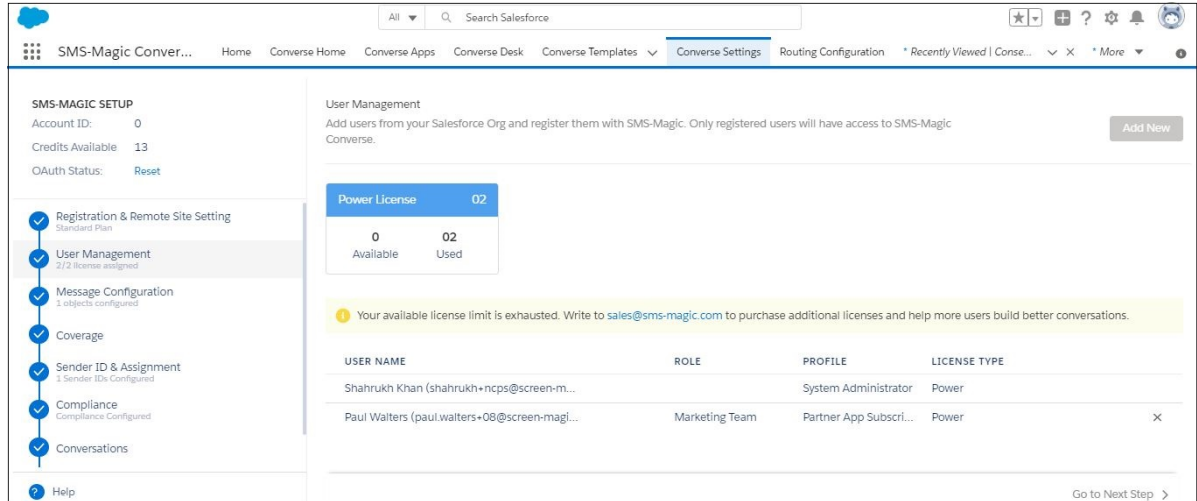 All
Search Salesforce
SMS-Magic Conver...
Home
Converse Home
Converse Apps
Converse Desk
Converse Templates
Converse Settings
Routing Configuration
* Recently Viewed | Conse...
* More
SMS-MAGIC SETUP
Account ID: 0
Credits Available 13
OAuth Status: Reset
Registration & Remote Site Setting
Standard Plan
User Management
2/2 license assigned
Message Configuration
1 objects configured
Coverage
Sender ID & Assignment
1 Sender IDs Configured
Compliance
Compliance Configured
Conversations
Help
User Management
Add users from your Salesforce Org and register them with SMS-Magic. Only registered users will have access to SMS-Magic
Converse.
Add New
Power License 02
0 02
Available Used
Your available license limit is exhausted. Write to sales@sms-magic.com to purchase additional licenses and help more users build better conversations.
USER NAME ROLE PROFILE LICENSE TYPE
Shahrukh Khan (shahrukh+ncps@screen-m... System Administrator Power
Paul Walters (paul.walters+08@screen-magi... Marketing Team Partner App Subscri... Power
Go to Next Step